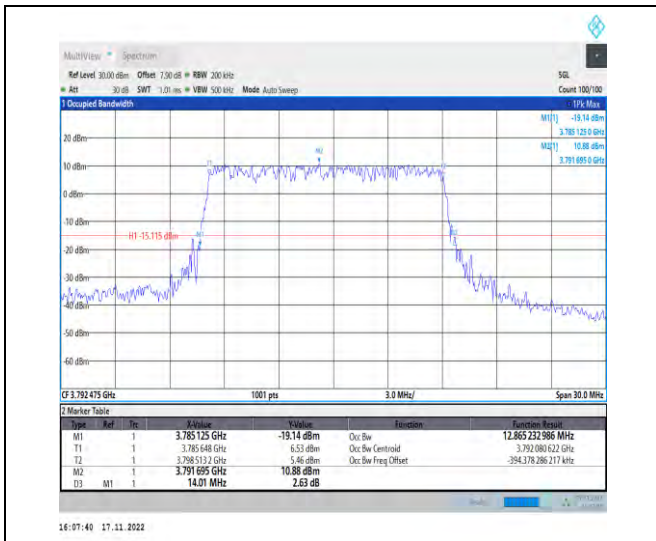 MultiView Spectrum
Ref Level 30.00 dBm Offset 7.90 dB RBW 200 kHz SGL
Att 30 dB SWT 1.01 ms VBW 500 kHz Mode Auto Sweep Count 100/100
1 Occupied Bandwidth 1Pk Max
M1[1] -19.14 dBm
3.785 125 0 GHz
20 dBm M2[1] 10.88 dBm
3.791 695 0 GHz
M2
T1
10 dBm
0 dBm
-10 dBm
H1 -15.115 dBm
M1
-20 dBm
-30 dBm
-40 dBm
-50 dBm
-60 dBm
CF 3.792 475 GHz 1001 pts 3.0 MHz/ Span 30.0 MHz
2 Marker Table
Type Ref Trc X-Value Y-Value Function Function Result
M1 1 3.785 125 GHz -19.14 dBm Occ Bw 12.865 232 986 MHz
T1 1 3.785 648 GHz 6.53 dBm Occ Bw Centroid 3.792 080 622 GHz
T2 1 3.798 513 2 GHz 5.46 dBm Occ Bw Freq Offset -394.378 286 217 kHz
M2 1 3.791 695 GHz 10.88 dBm
D3 M1 1 14.01 MHz 2.63 dB
16:07:40 17.11.2022